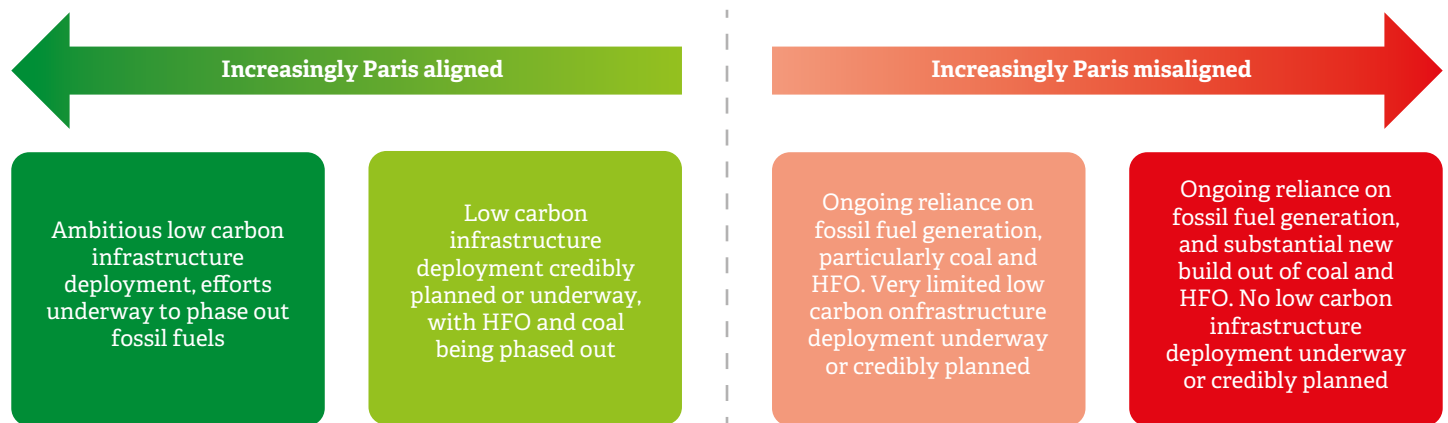 Increasingly Paris aligned
Increasingly Paris misaligned
Ambitious low carbon
infrastructure
deployment, efforts
underway to phase out
fossil fuels
Low carbon
infrastructure
deployment credibly
planned or underway,
with HFO and coal
being phased out
Ongoing reliance on
fossil fuel generation,
particularly coal and
HFO. Very limited low
carbon onfrastructure
deployment underway
or credibly planned
Ongoing reliance on
fossil fuel generation,
and substantial new
build out of coal and
HFO. No low carbon
infrastructure
deployment underway
or credibly planned